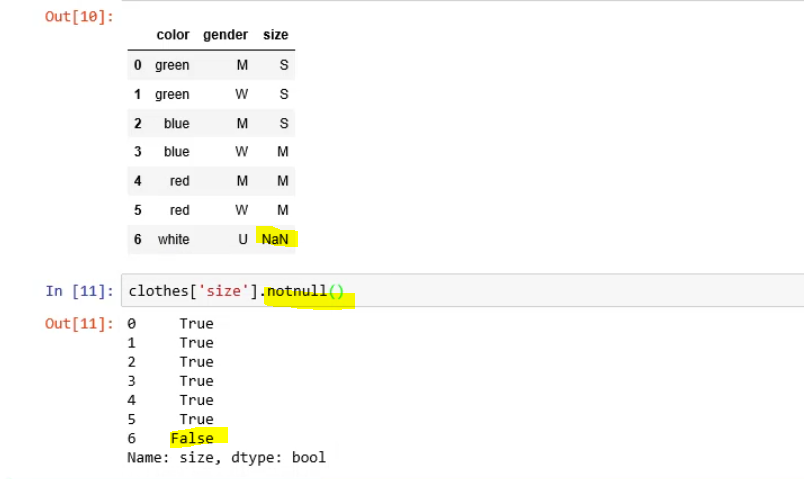 Out[10]:
color gender size
0 green M S
1 green W S
2 blue M S
3 blue W M
4 red M M
5 red W M
6 white U NaN
In [11]: clothes['size'].notnull()
Out[11]: 0 True
1 True
2 True
3 True
4 True
5 True
6 False
Name: size, dtype: bool